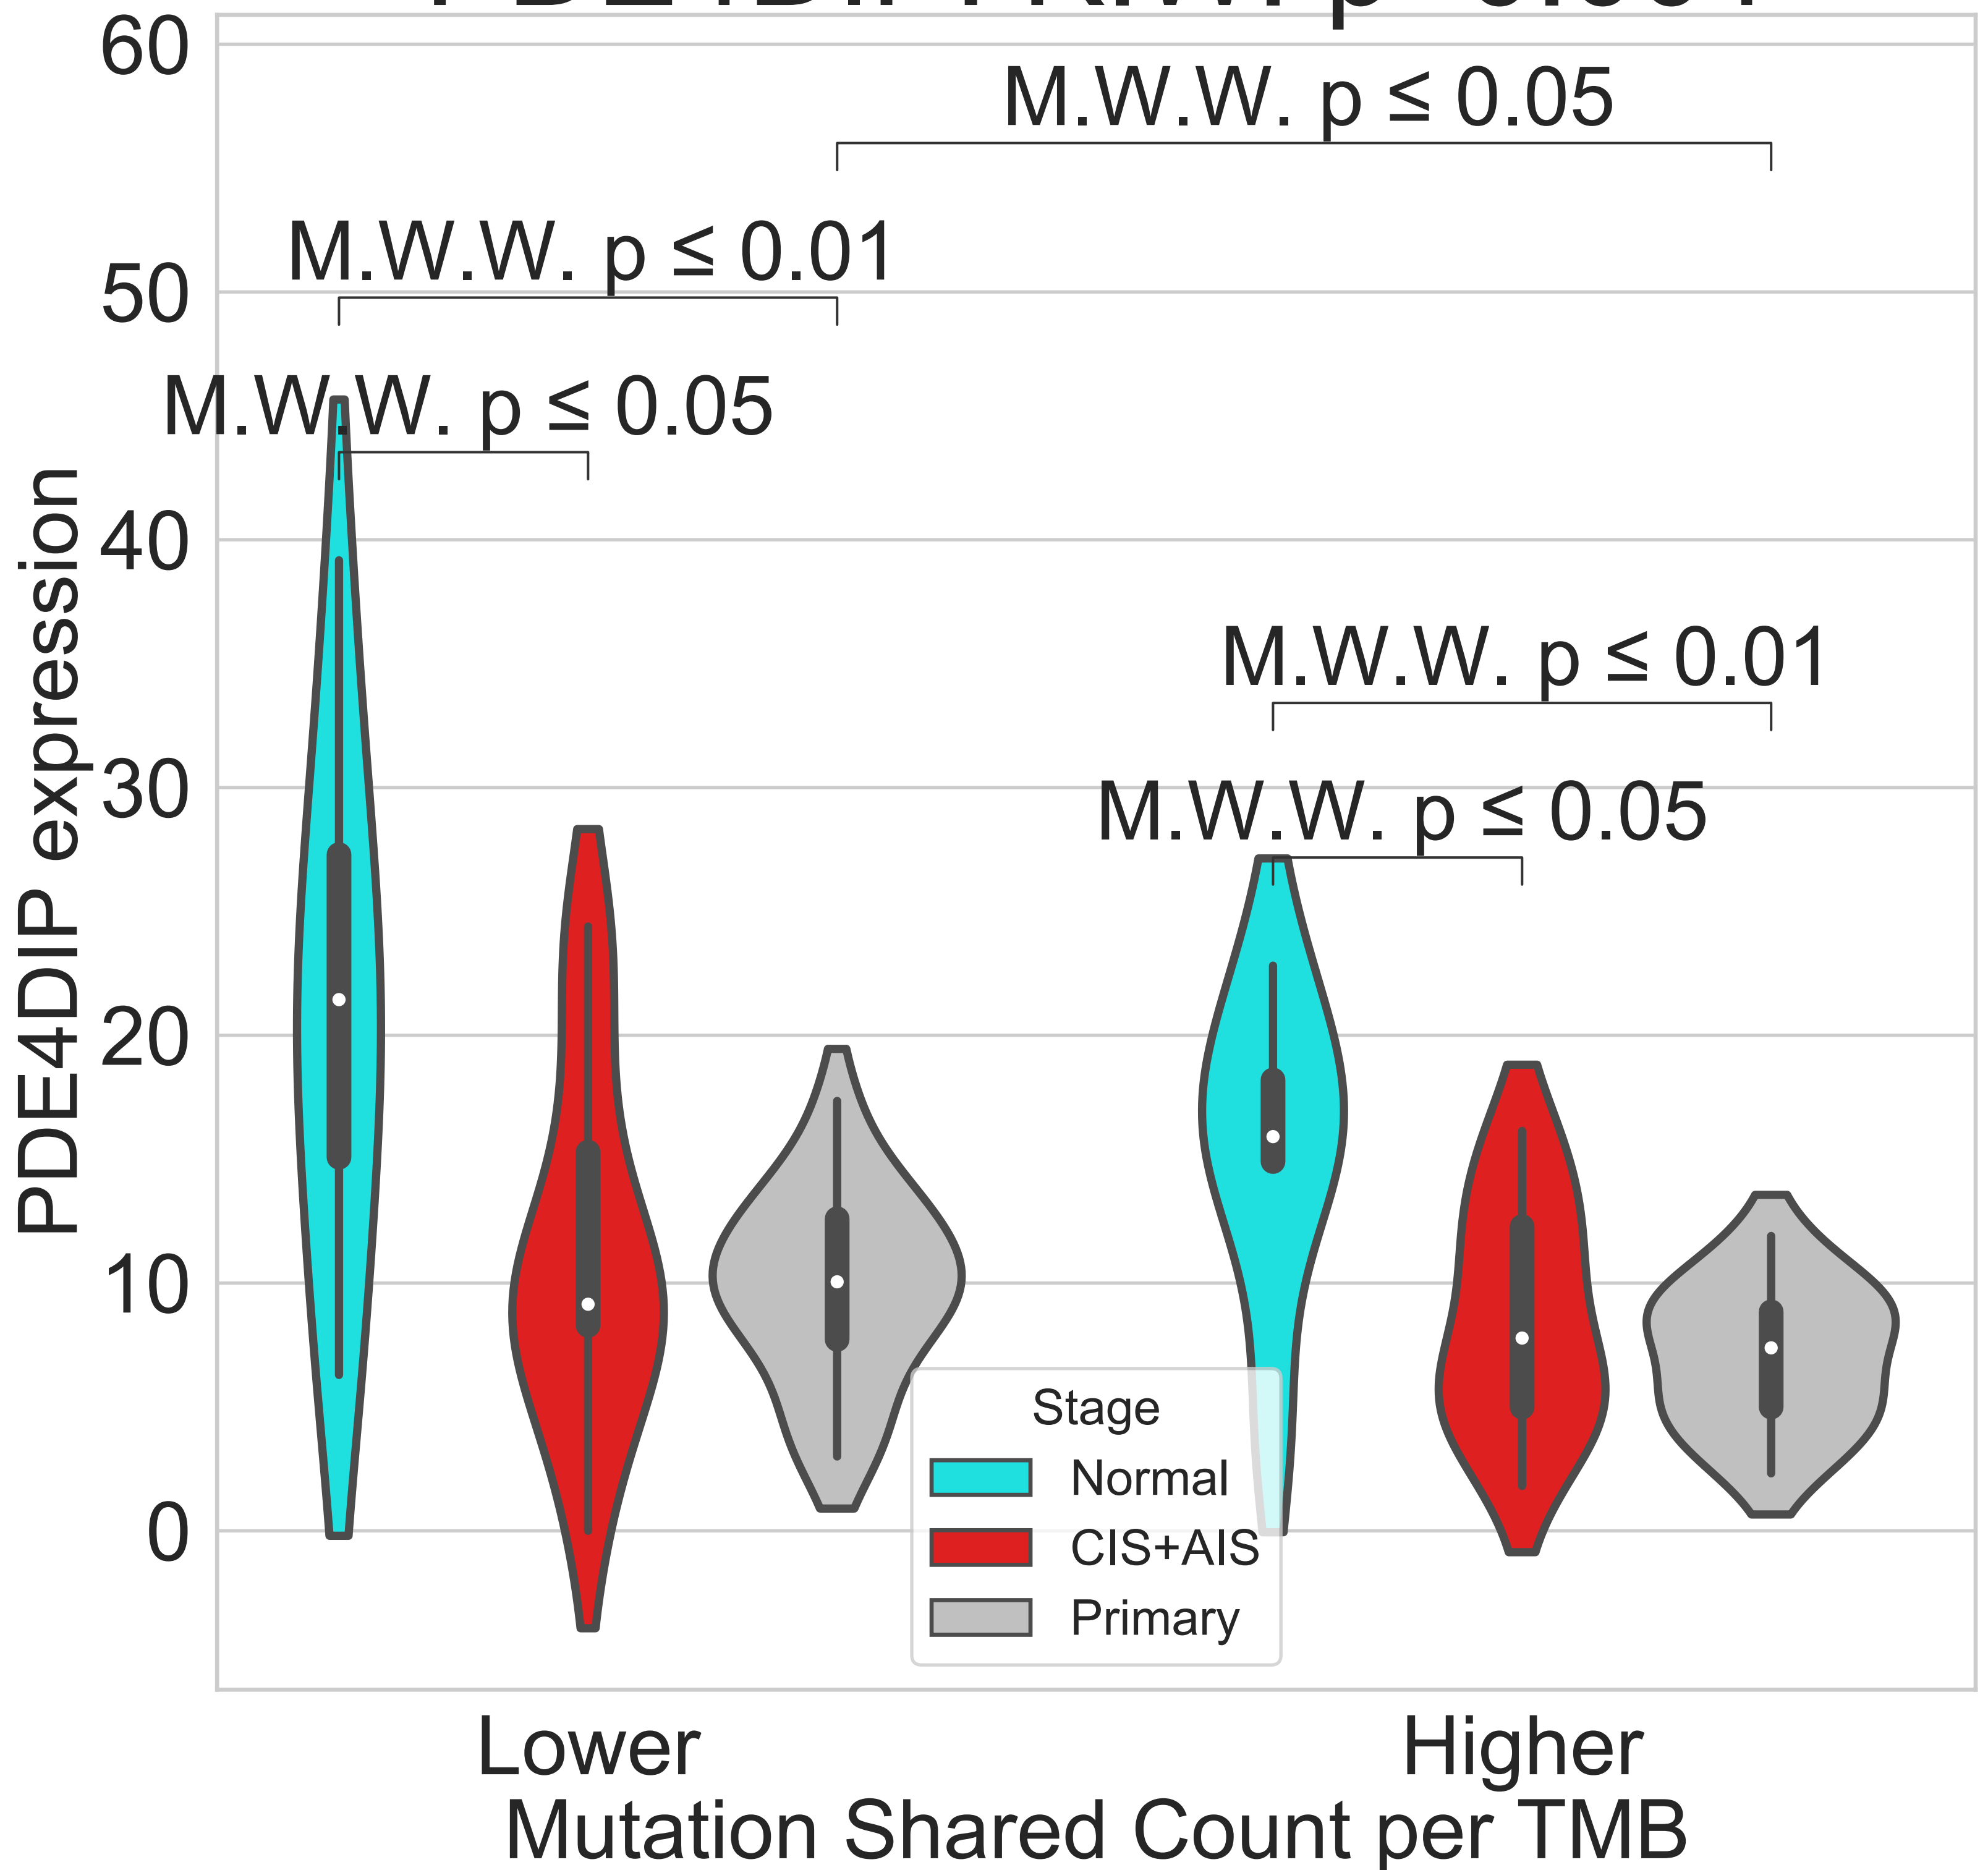 60
M.W.W. p ≤ 0.05
M.W.W. p ≤ 0.01
50
M.W.W. p ≤ 0.05
40
M.W.W. p ≤ 0.01
30
M.W.W. p ≤ 0.05
20
10
0
PDE4DIP expression
Stage
Normal
CIS+AIS
Primary
Lower
Higher
Mutation Shared Count per TMB